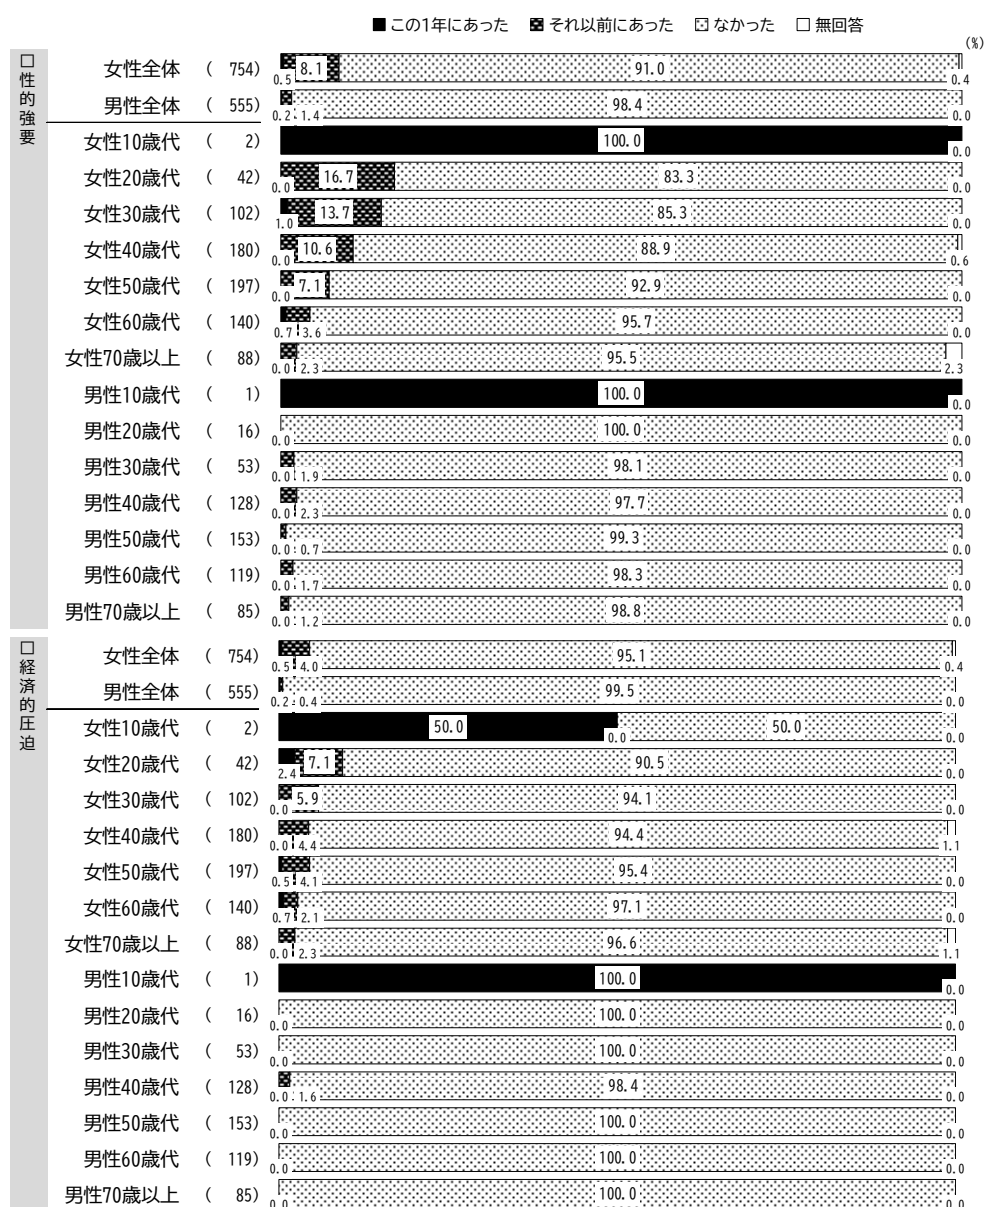 ■この1年にあった ▩それ以前にあった ▩なかった □無回答
(%)
□性的強要
女性全体 ( 754) 0.5 8.1 91.0 0.4
男性全体 ( 555) 0.2 1.4 98.4 0.0
女性10歳代 ( 2) 100.0 0.0
女性20歳代 ( 42) 0.0 16.7 83.3 0.0
女性30歳代 ( 102) 1.0 13.7 85.3 0.0
女性40歳代 ( 180) 0.0 10.6 88.9 0.6
女性50歳代 ( 197) 0.0 7.1 92.9 0.0
女性60歳代 ( 140) 0.7 3.6 95.7 0.0
女性70歳以上 ( 88) 0.0 2.3 95.5 2.3
男性10歳代 ( 1) 100.0 0.0
男性20歳代 ( 16) 0.0 100.0 0.0
男性30歳代 ( 53) 0.0 1.9 98.1 0.0
男性40歳代 ( 128) 0.0 2.3 97.7 0.0
男性50歳代 ( 153) 0.0 0.7 99.3 0.0
男性60歳代 ( 119) 0.0 1.7 98.3 0.0
男性70歳以上 ( 85) 0.0 1.2 98.8 0.0
□経済的圧迫
女性全体 ( 754) 0.5 4.0 95.1 0.4
男性全体 ( 555) 0.2 0.4 99.5 0.0
女性10歳代 ( 2) 50.0 0.0 50.0 0.0
女性20歳代 ( 42) 2.4 7.1 90.5 0.0
女性30歳代 ( 102) 0.0 5.9 94.1 0.0
女性40歳代 ( 180) 0.0 4.4 94.4 1.1
女性50歳代 ( 197) 0.5 4.1 95.4 0.0
女性60歳代 ( 140) 0.7 2.1 97.1 0.0
女性70歳以上 ( 88) 0.0 2.3 96.6 1.1
男性10歳代 ( 1) 100.0 0.0
男性20歳代 ( 16) 0.0 100.0 0.0
男性30歳代 ( 53) 0.0 100.0 0.0
男性40歳代 ( 128) 0.0 1.6 98.4 0.0
男性50歳代 ( 153) 0.0 100.0 0.0
男性60歳代 ( 119) 0.0 100.0 0.0
男性70歳以上 ( 85) 0.0 100.0 0.0